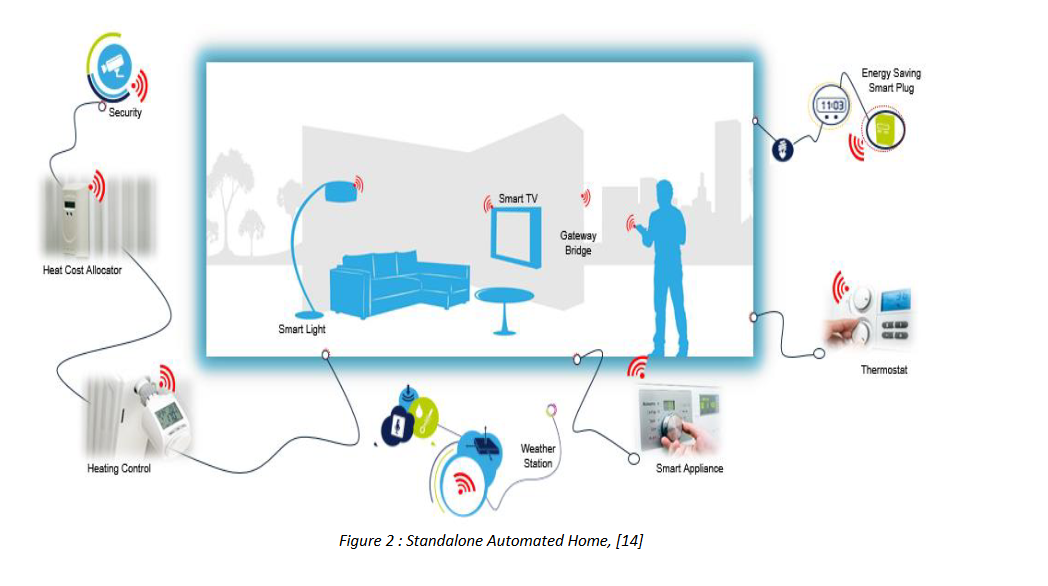 Security
Energy Saving
Smart Plug
11:03
Smart TV
Gateway
Bridge
Heat Cost Allocator
Smart Light
Thermostat
Heating Control
Weather
Station
Smart Appliance
Figure 2 : Standalone Automated Home, [14]